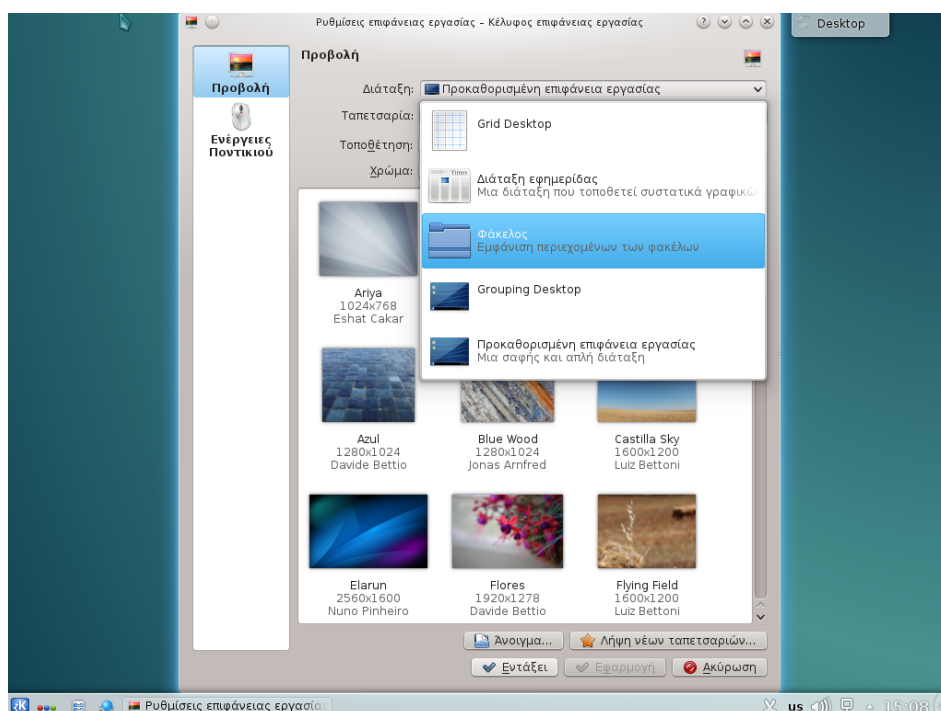 Ρυθμίσεις επιφάνειας εργασίας – Κέλυφος επιφάνειας εργασίας
Desktop
Προβολή
Ενέργειες
Ποντικιού
Προβολή
Διάταξη: Προκαθορισμένη επιφάνεια εργασίας
Ταπετσαρία:
Τοποθέτηση:
Χρώμα:
Grid Desktop
Times
Διάταξη εφημερίδας
Μια διάταξη που τοποθετεί συστατικά γραφικώ
Φάκελος
Εμφάνιση περιεχομένων των φακέλων
Grouping Desktop
Προκαθορισμένη επιφάνεια εργασίας
Μια σαφής και απλή διάταξη
Ariya
1024x768
Eshat Cakar
Azul
1280x1024
Davide Bettio
Blue Wood
1280x1024
Jonas Arnfred
Castilla Sky
1600x1200
Luiz Bettoni
Elarun
2560x1600
Nuno Pinheiro
Flores
1920x1278
Davide Bettio
Flying Field
1600x1200
Luiz Bettoni
Άνοιγμα... Λήψη νέων ταπετσαριών...
Εντάξει Εφαρμογή Ακύρωση
Ρυθμίσεις επιφάνειας εργασία us 15:08